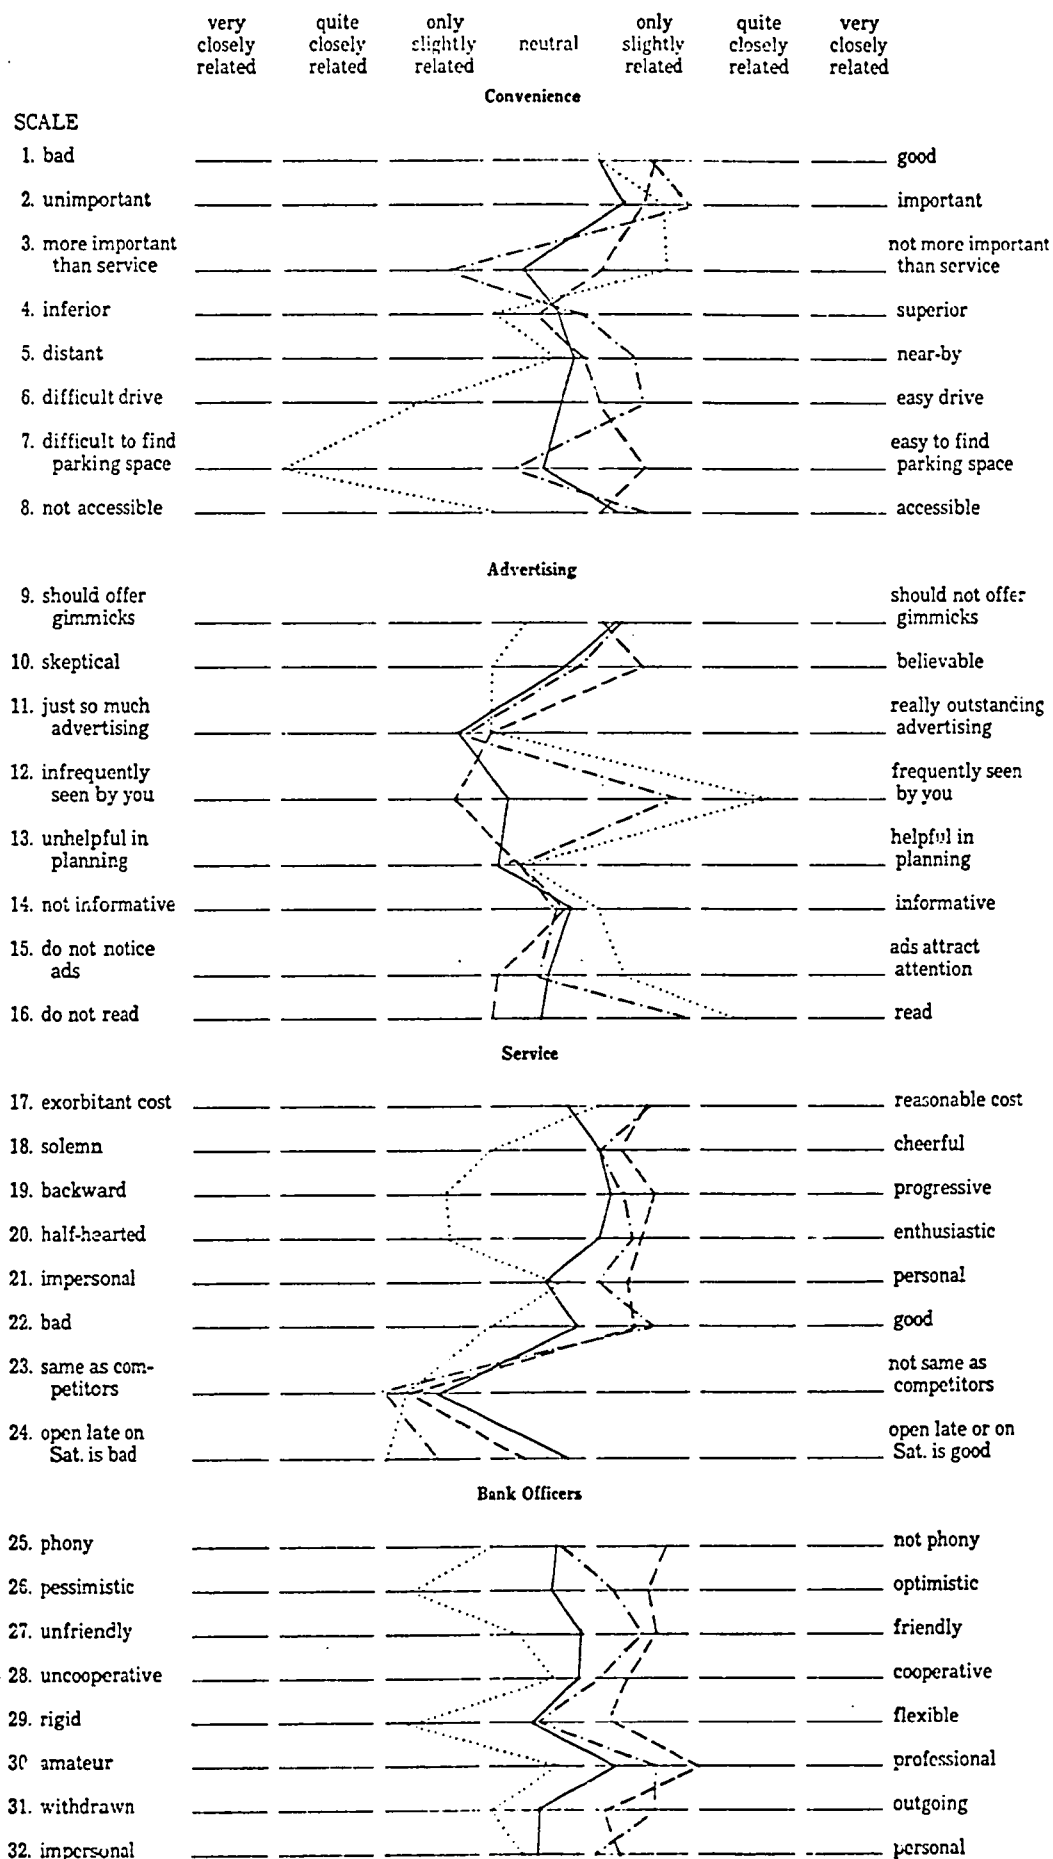 very quite only only quite very
closely closely slightly neutral slightly closely closely
related related related related related related
Convenience
SCALE
1. bad good
2. unimportant important
3. more important not more important
than service than service
4. inferior superior
5. distant near-by
6. difficult drive easy drive
7. difficult to find easy to find
parking space parking space
8. not accessible accessible
Advertising
9. should offer should not offer
gimmicks gimmicks
10. skeptical believable
11. just so much really outstanding
advertising advertising
12. infrequently frequently seen
seen by you by you
13. unhelpful in helpful in
planning planning
14. not informative informative
15. do not notice ads attract
ads attention
16. do not read read
Service
17. exorbitant cost reasonable cost
18. solemn cheerful
19. backward progressive
20. half-hearted enthusiastic
21. impersonal personal
22. bad good
23. same as com- not same as
petitors competitors
24. open late on open late or on
Sat. is bad Sat. is good
Bank Officers
25. phony not phony
26. pessimistic optimistic
27. unfriendly friendly
28. uncooperative cooperative
29. rigid flexible
30 amateur professional
31. withdrawn outgoing
32. impersonal personal